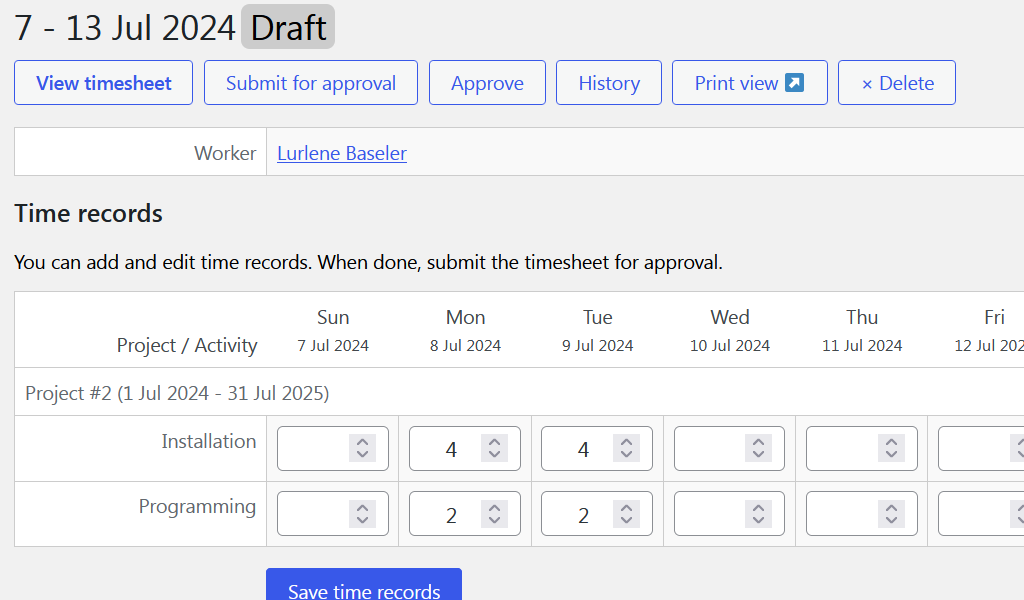 7 - 13 Jul 2024 Draft
View timesheet Submit for approval Approve History Print view × Delete
Worker Lurlene Baseler
Time records
You can add and edit time records. When done, submit the timesheet for approval.
Sun Mon Tue Wed Thu Fri
Project / Activity 7 Jul 2024 8 Jul 2024 9 Jul 2024 10 Jul 2024 11 Jul 2024 12 Jul 202
Project #2 (1 Jul 2024 - 31 Jul 2025)
Installation 4 4
Programming 2 2
Save time records